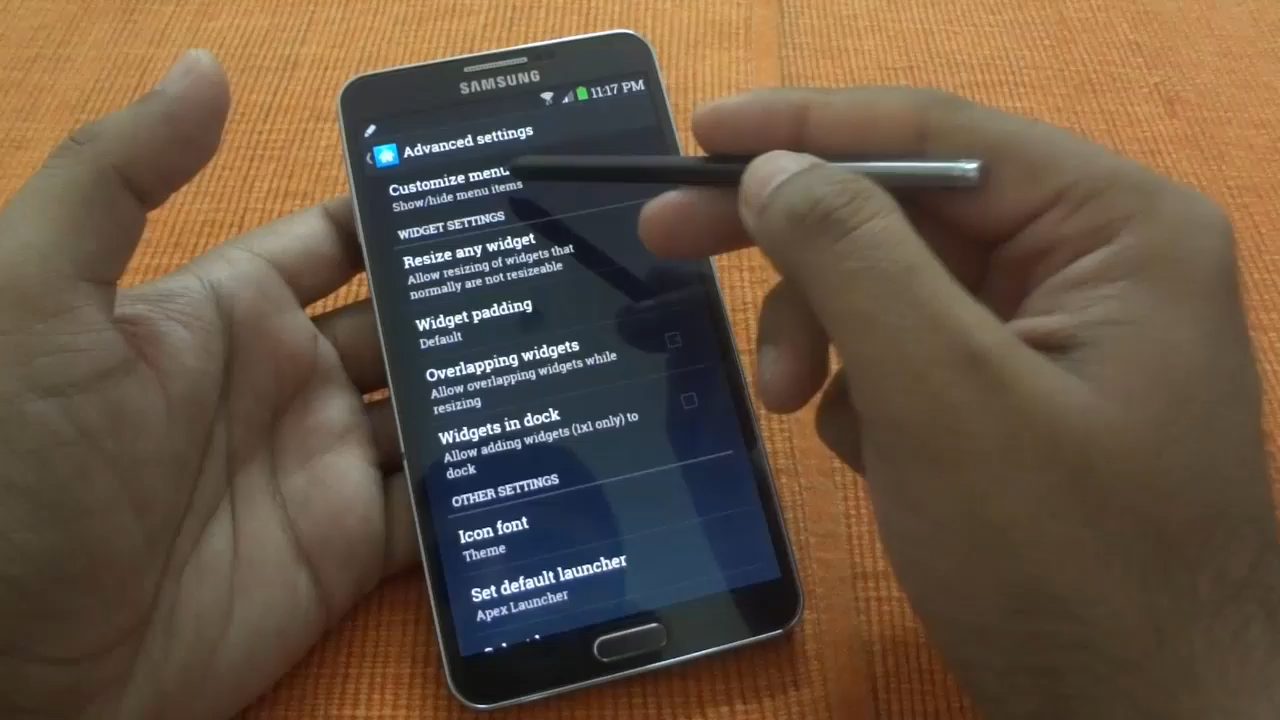 SAMSUNG
11:17 PM
Advanced settings
Customize menu
Show/hide menu items
WIDGET SETTINGS
Resize any widget
Allow resizing of widgets that
normally are not resizeable
Widget padding
Default
Overlapping widgets
Allow overlapping widgets while
resizing
Widgets in dock
Allow adding widgets (1x1 only) to
dock
OTHER SETTINGS
Icon font
Theme
Set default launcher
Apex Launcher